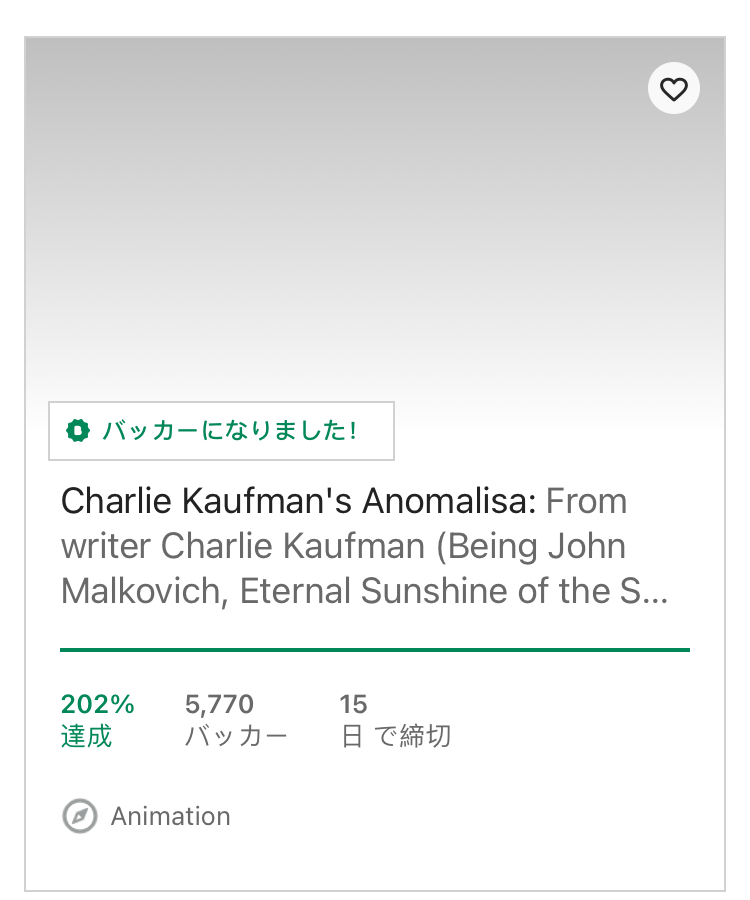 バッカーになりました!
Charlie Kaufman's Anomalisa: From
writer Charlie Kaufman (Being John
Malkovich, Eternal Sunshine of the S...
202% 5,770 15
達成 バッカー 日 で締切
Animation